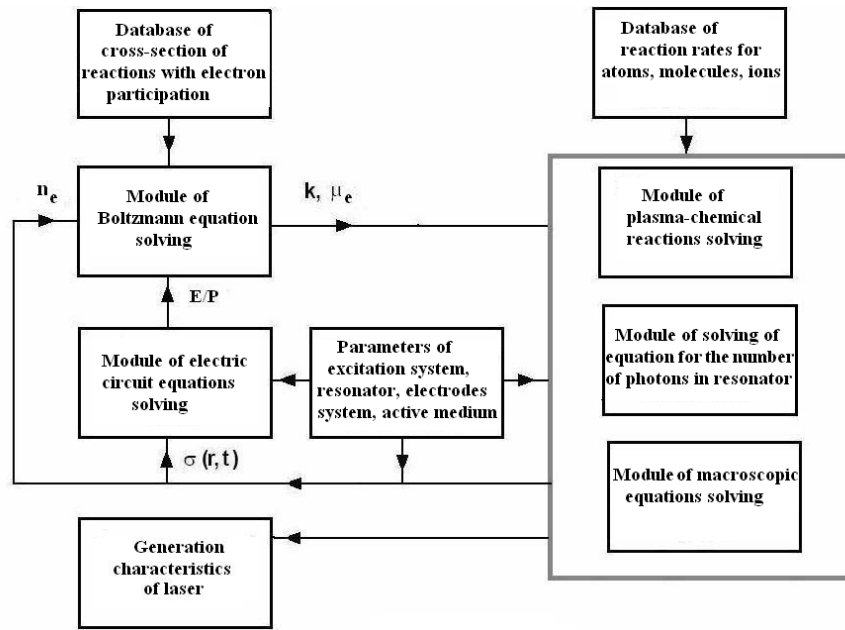 Database of
cross-section of
reactions with electron
participation
Database of
reaction rates for
atoms, molecules, ions
n_e
Module of
Boltzmann equation
solving
k, μ_e
Module of
plasma-chemical
reactions solving
E/P
Module of electric
circuit equations
solving
Parameters of
excitation system,
resonator, electrodes
system, active medium
Module of solving of
equation for the number
of photons in resonator
σ (r, t)
Module of macroscopic
equations solving
Generation
characteristics
of laser